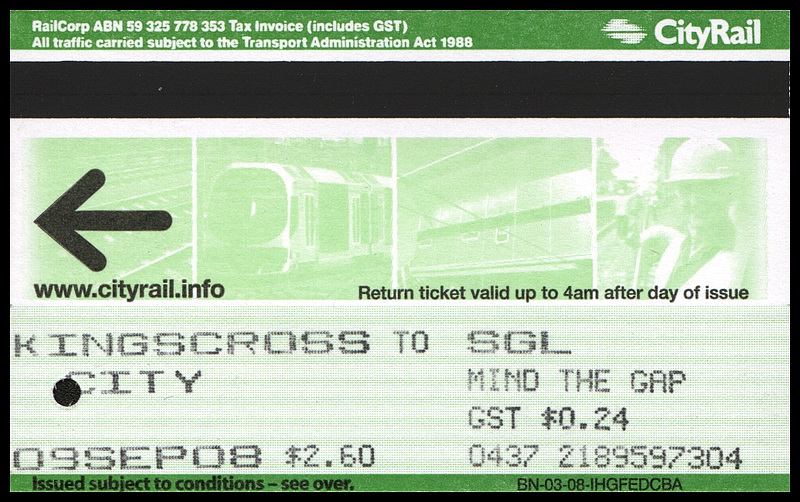 RailCorp ABN 59 325 778 353 Tax Invoice (includes GST)
All traffic carried subject to the Transport Administration Act 1988
CityRail
www.cityrail.info
Return ticket valid up to 4am after day of issue
KINGSCROSS TO SGL
CITY MIND THE GAP
GST $0.24
09SEP08 $2.60 0437 2189597304
Issued subject to conditions – see over.
BN-03-08-IHGFEDCBA